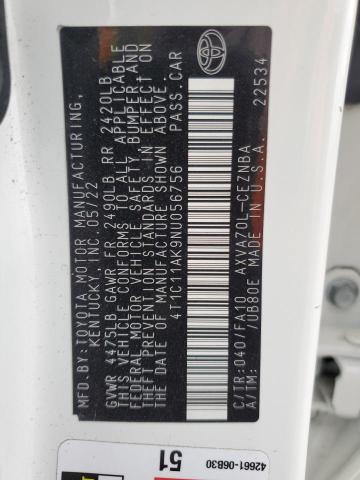 MFD.BY:TOYOTA MOTOR MANUFACTURING,
KENTUCKY, INC.05/22
GVWR 4475LB GAWR FR 2490LB RR 2420LB
THIS VEHICLE CONFORMS TO ALL APPLICABLE
FEDERAL MOTOR VEHICLE SAFETY, BUMPER AND
THEFT PREVENTION STANDARDS IN EFFECT ON
THE DATE OF MANUFACTURE SHOWN ABOVE.
4T1C11AK9NU056756 PASS.CAR
C/TR:0407/FA10 AXVA70L-CEZNBA
A/TM: /UB80E MADE IN U.S.A. 22534
42661-06B30
51